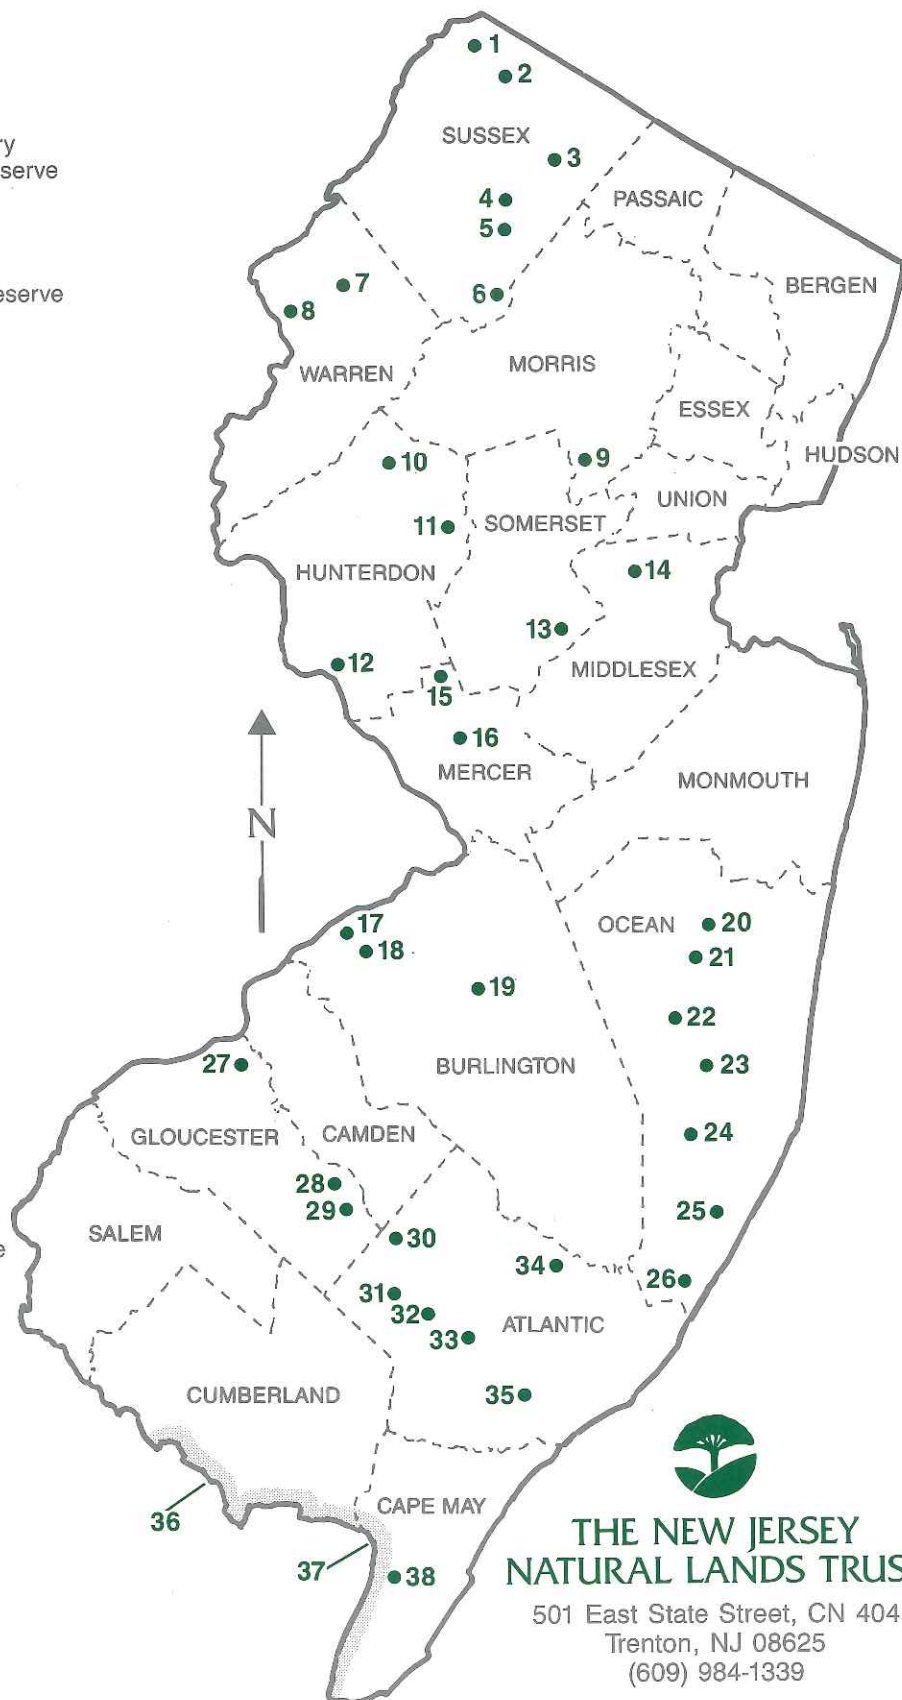 1
2
ry
SUSSEX
serve
3
PASSAIC
4
5
BERGEN
7
eserve
6
8
WARREN
MORRIS
ESSEX
HUDSON
10
9
UNION
11
SOMERSET
HUNTERDON
14
13
12
MIDDLESEX
15
16
MERCER
MONMOUTH
N
17
OCEAN
20
18
21
19
22
27
BURLINGTON
23
GLOUCESTER
CAMDEN
24
28
29
25
SALEM
30
e
34
26
31
32
ATLANTIC
33
CUMBERLAND
35
CAPE MAY
36
37
38
THE NEW JERSEY
NATURAL LANDS TRUS
501 East State Street, CN 404
Trenton, NJ 08625
(609) 984-1339